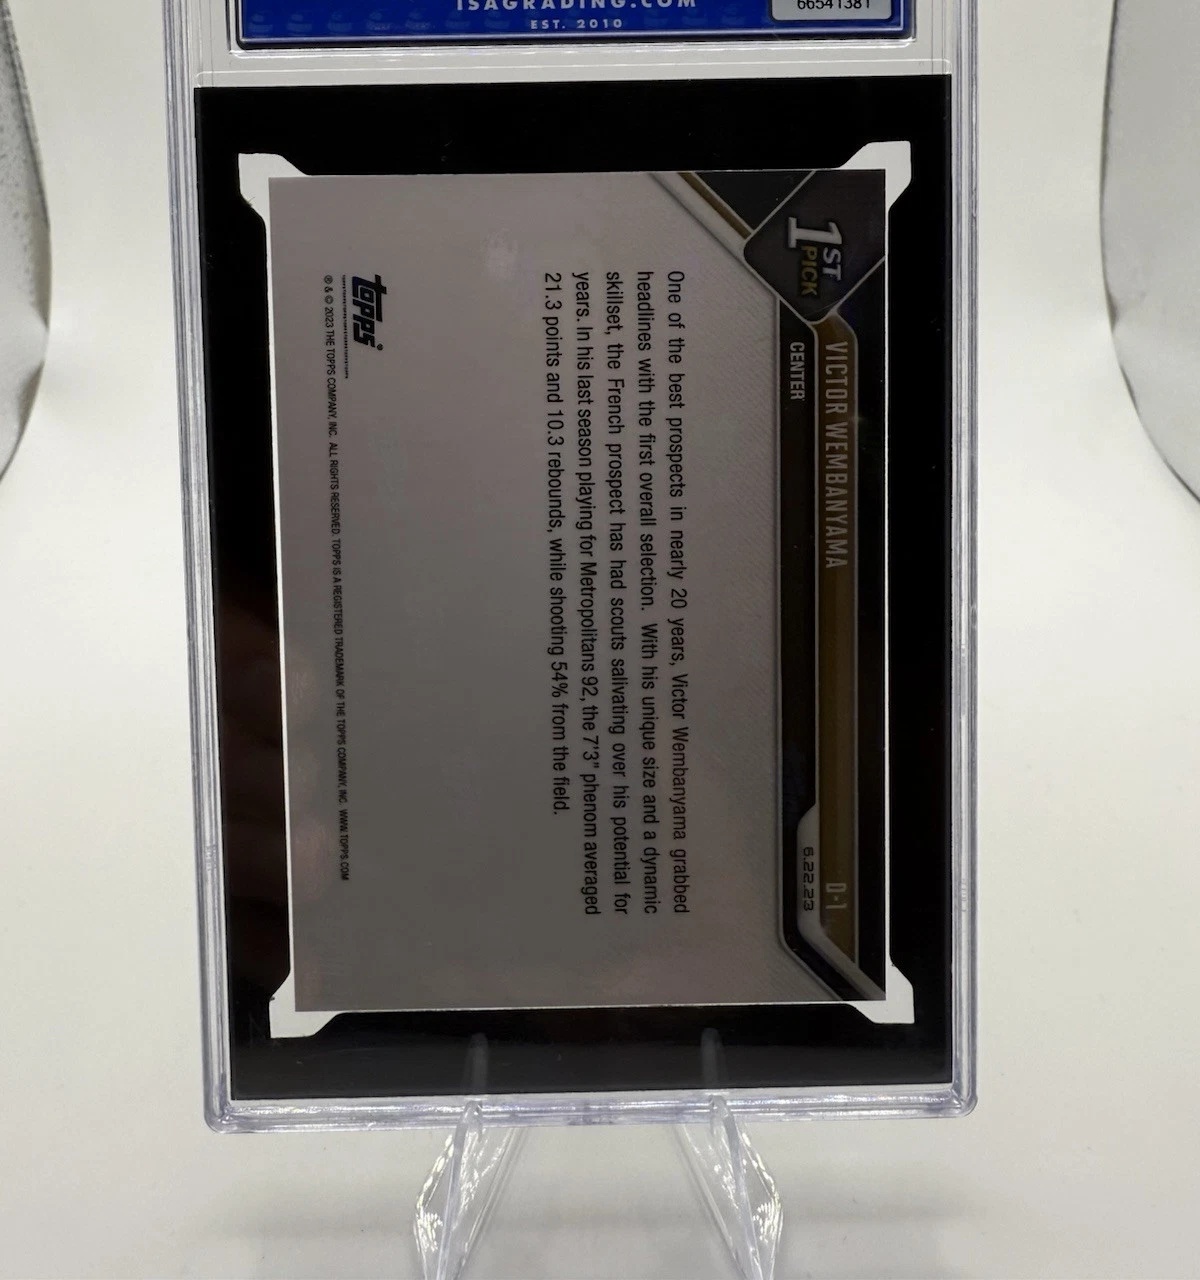 ISAGRADING.COM
EST. 2010
66541381
1ST
PICK
VICTOR WEMBANYAMA
D-1
CENTER
6.22.23
One of the best prospects in nearly 20 years, Victor Wembanyama grabbed
headlines with the first overall selection. With his unique size and a dynamic
skillset, the French prospect has had scouts salivating over his potential for
years. In his last season playing for Metropolitans 92, the 7'3" phenom averaged
21.3 points and 10.3 rebounds, while shooting 54% from the field.
topps®
® & © 2023 THE TOPPS COMPANY, INC. ALL RIGHTS RESERVED. TOPPS IS A REGISTERED TRADEMARK OF THE TOPPS COMPANY, INC. WWW.TOPPS.COM